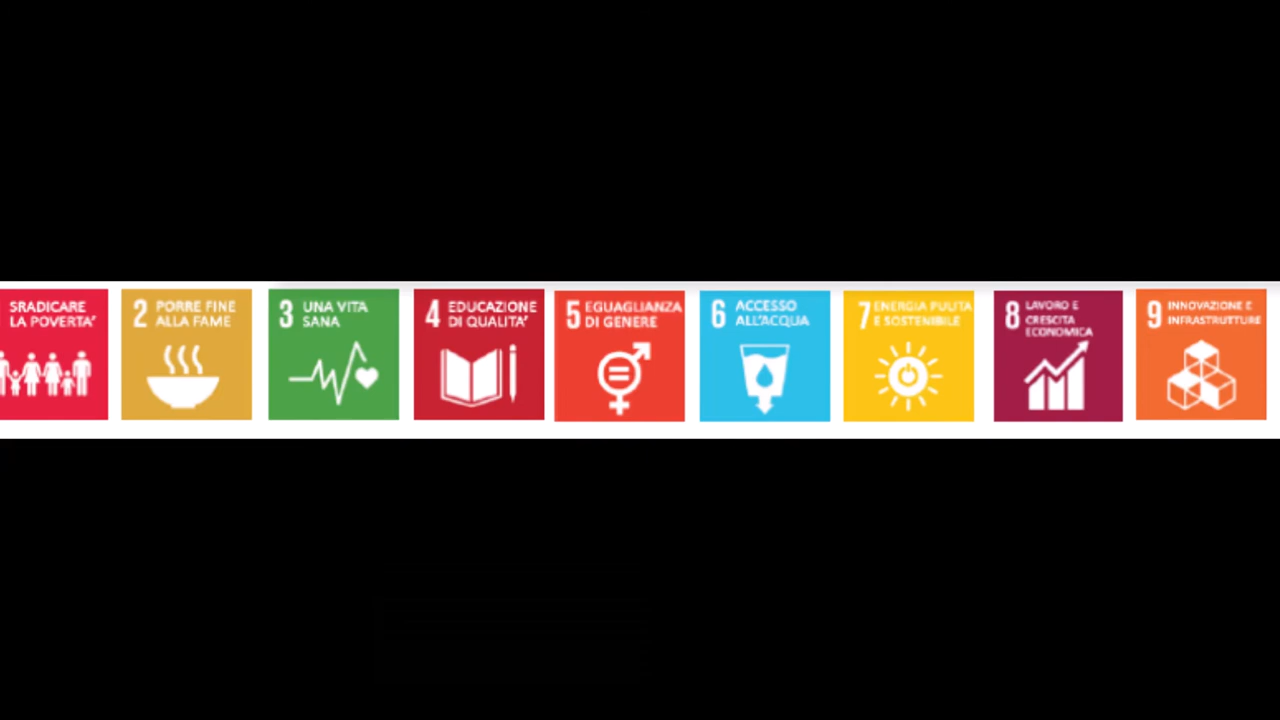 SRADICARE
LA POVERTA'
2 PORRE FINE
ALLA FAME
3 UNA VITA
SANA
4 EDUCAZIONE
DI QUALITA'
5 EGUAGLIANZA
DI GENERE
6 ACCESSO
ALL'ACQUA
7 ENERGIA PULITA
E SOSTENIBILE
8 LAVORO E
CRESCITA
ECONOMICA
9 INNOVAZIONE E
INFRASTRUTTURE